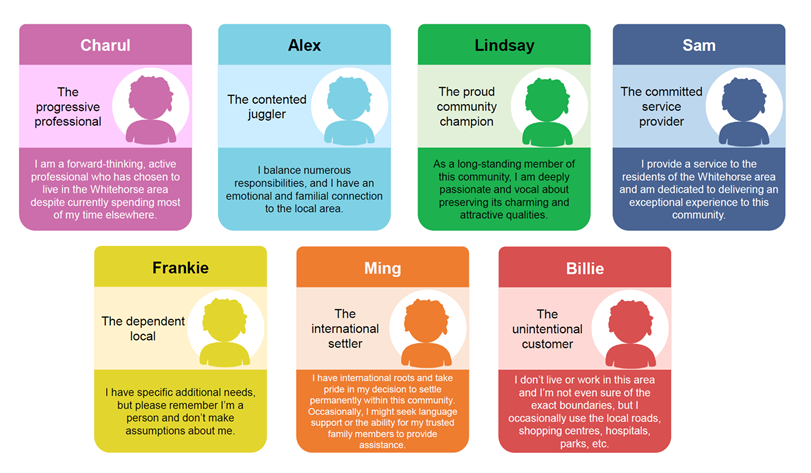 Charul
The
progressive
professional
I am a forward-thinking, active
professional who has chosen to
live in the Whitehorse area
despite currently spending most
of my time elsewhere.
Alex
The contented
juggler
I balance numerous
responsibilities, and I have an
emotional and familial connection
to the local area.
Lindsay
The proud
community
champion
As a long-standing member of
this community, I am deeply
passionate and vocal about
preserving its charming and
attractive qualities.
Sam
The committed
service
provider
I provide a service to the
residents of the Whitehorse area
and am dedicated to delivering an
exceptional experience to this
community.
Frankie
The dependent
local
I have specific additional needs,
but please remember I'm a
person and don't make
assumptions about me.
Ming
The
international
settler
I have international roots and take
pride in my decision to settle
permanently within this community.
Occasionally, I might seek language
support or the ability for my trusted
family members to provide
assistance.
Billie
The
unintentional
customer
I don't live or work in this area
and I'm not even sure of the
exact boundaries, but I
occasionally use the local roads,
shopping centres, hospitals,
parks, etc.